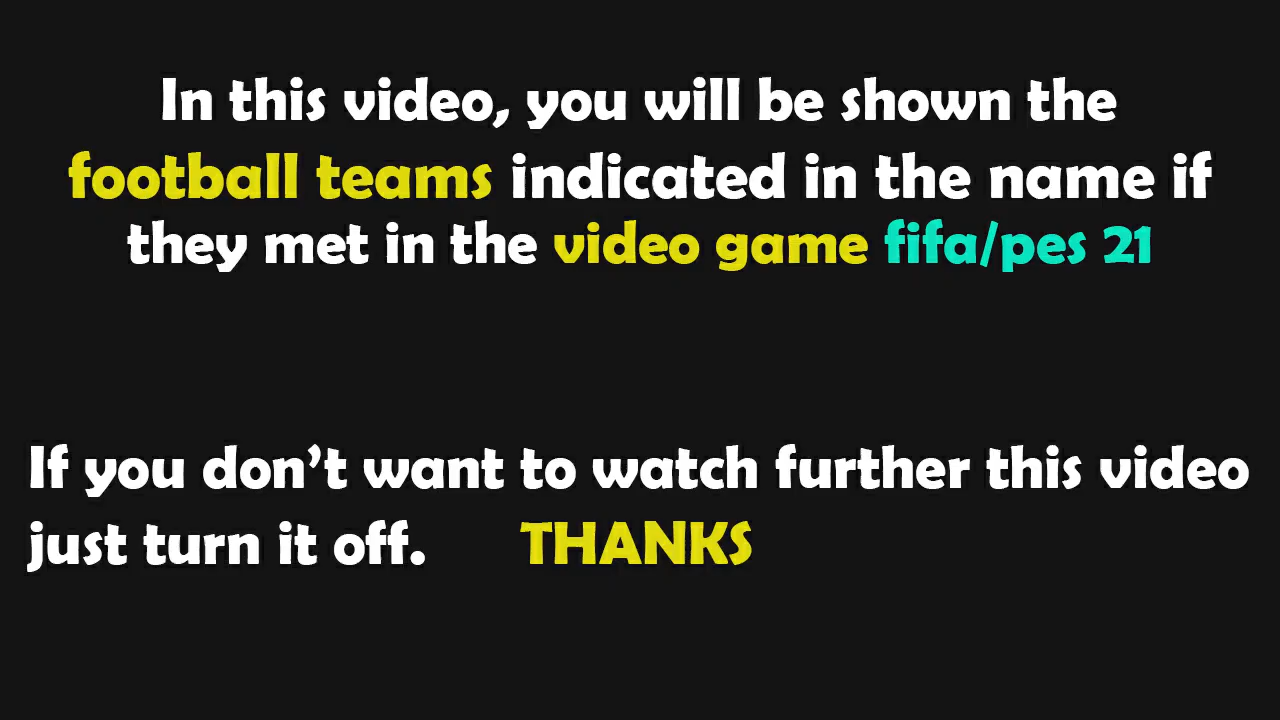 In this video, you will be shown the
football teams indicated in the name if
they met in the video game fifa/pes 21
If you don't want to watch further this video
just turn it off. THANKS